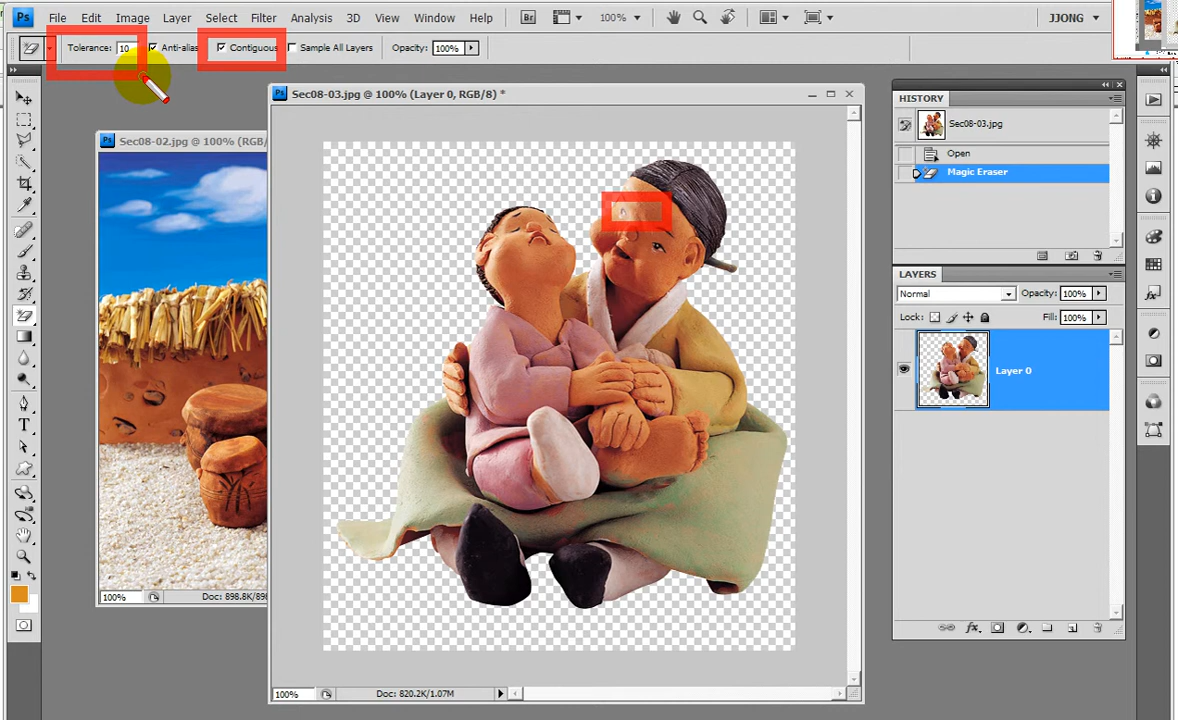 Ps File Edit Image Layer Select Filter Analysis 3D View Window Help Br 100% JJONG
Tolerance: 10 Anti-alias Contiguous Sample All Layers Opacity: 100%
Sec08-03.jpg @ 100% (Layer 0, RGB/8) *
Ps Sec08-02.jpg @ 100% (RGB/
HISTORY
Sec08-03.jpg
Open
Magic Eraser
LAYERS
Normal Opacity: 100%
Lock: Fill: 100%
Layer 0
T
fx
100% Doc: 898.8K/898
100% Doc: 820.2K/1.07M